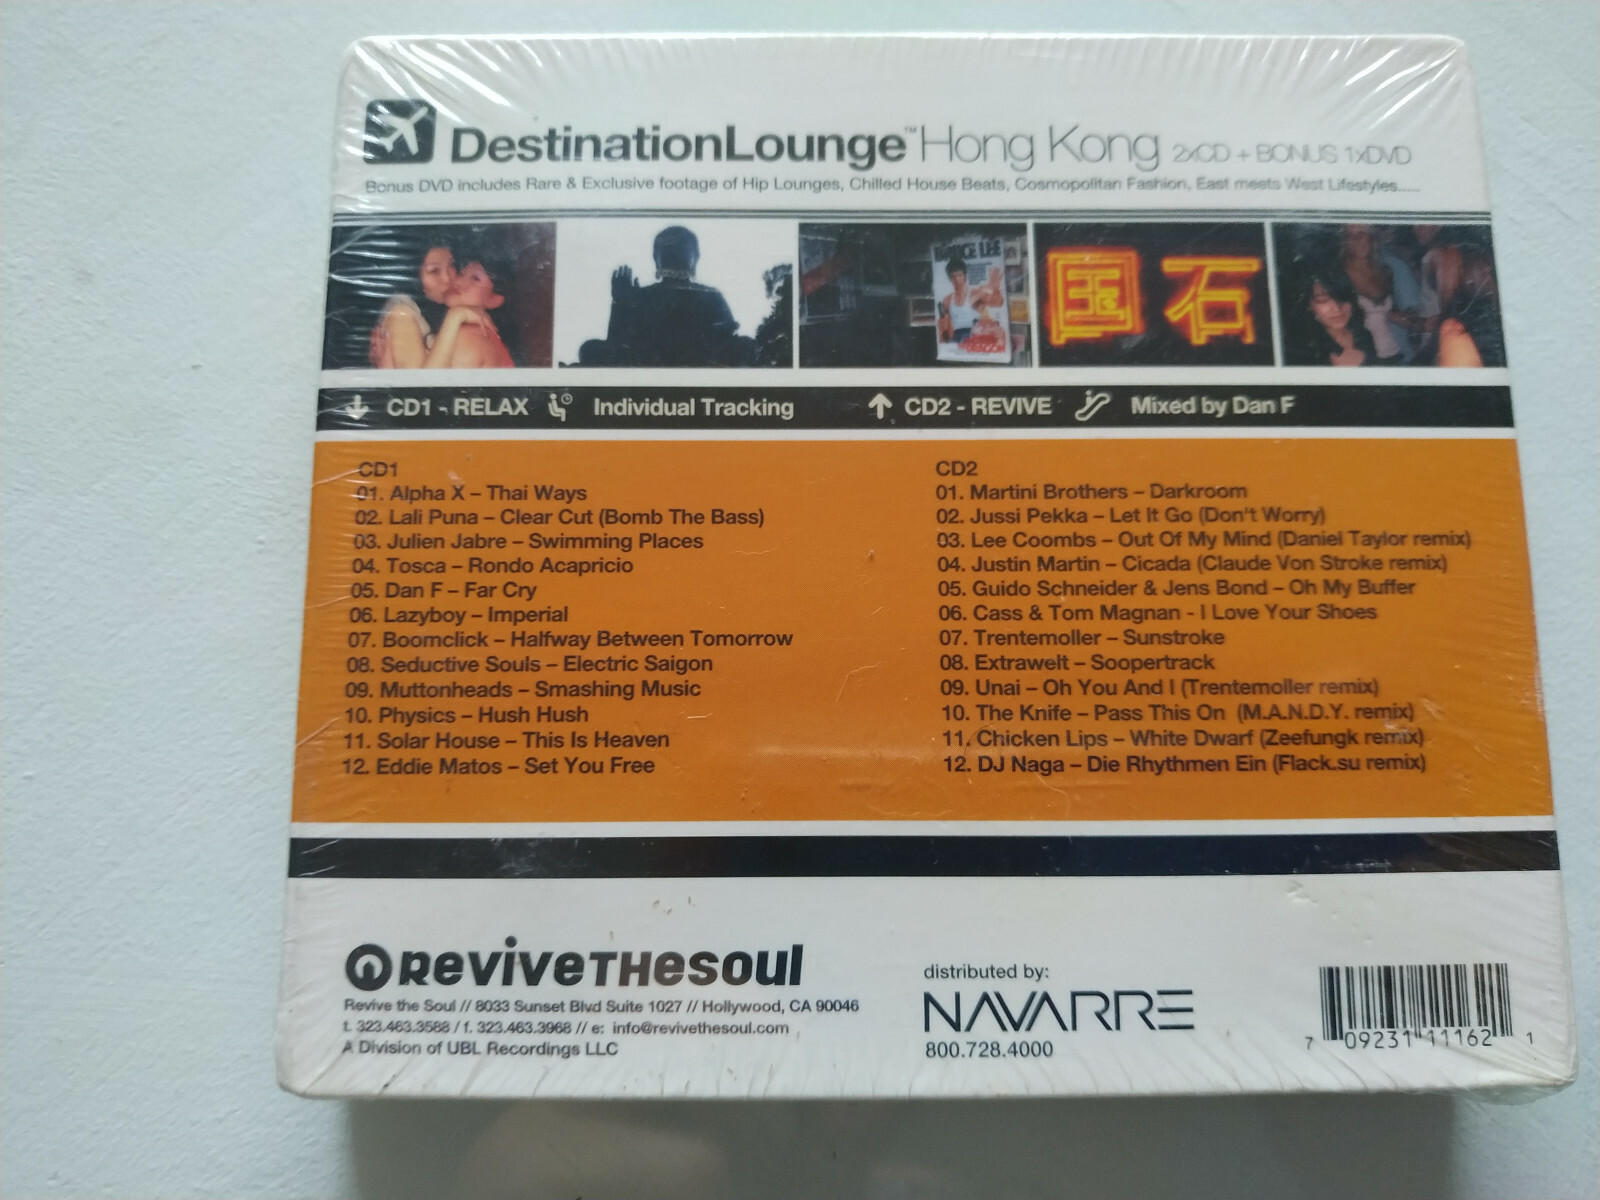 DestinationLounge™ Hong Kong 2xCD + BONUS 1xDVD
Bonus DVD includes Rare & Exclusive footage of Hip Lounges, Chilled House Beats, Cosmopolitan Fashion, East meets West Lifestyles.....
BRUCE LEE
国石
CD1 - RELAX Individual Tracking
CD2 - REVIVE Mixed by Dan F
CD1
01. Alpha X – Thai Ways
02. Lali Puna – Clear Cut (Bomb The Bass)
03. Julien Jabre – Swimming Places
04. Tosca – Rondo Acapricio
05. Dan F – Far Cry
06. Lazyboy – Imperial
07. Boomclick – Halfway Between Tomorrow
08. Seductive Souls – Electric Saigon
09. Muttonheads – Smashing Music
10. Physics – Hush Hush
11. Solar House – This Is Heaven
12. Eddie Matos – Set You Free
CD2
01. Martini Brothers – Darkroom
02. Jussi Pekka – Let It Go (Don't Worry)
03. Lee Coombs – Out Of My Mind (Daniel Taylor remix)
04. Justin Martin – Cicada (Claude Von Stroke remix)
05. Guido Schneider & Jens Bond – Oh My Buffer
06. Cass & Tom Magnan - I Love Your Shoes
07. Trentemoller – Sunstroke
08. Extrawelt – Soopertrack
09. Unai – Oh You And I (Trentemoller remix)
10. The Knife – Pass This On (M.A.N.D.Y. remix)
11. Chicken Lips – White Dwarf (Zeefungk remix)
12. DJ Naga – Die Rhythmen Ein (Flack.su remix)
ReviveTHesoul
Revive the Soul // 8033 Sunset Blvd Suite 1027 // Hollywood, CA 90046
t. 323.463.3588 / f. 323.463.3968 // e: info@revivethesoul.com
A Division of UBL Recordings LLC
distributed by:
NAVARRE
800.728.4000
7 09231 11162 1